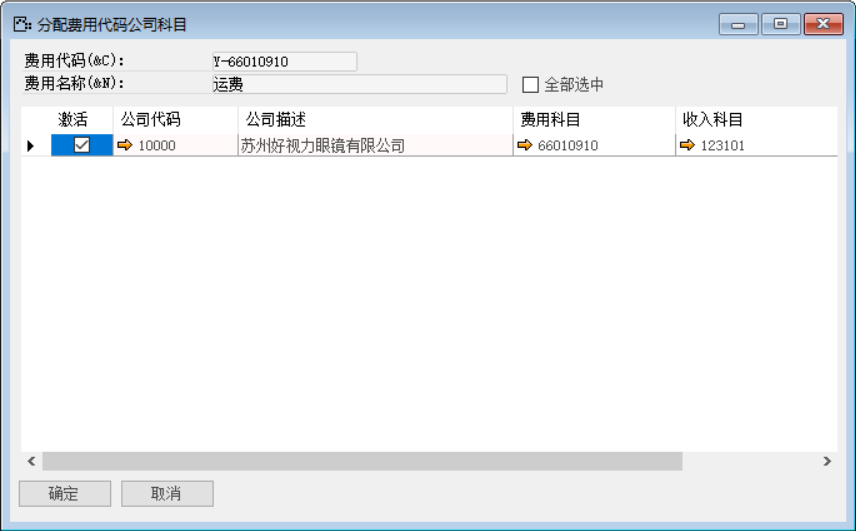 分配费用代码公司科目
费用代码(&C): Y-66010910
费用名称(&N): 运费 全部选中
激活 公司代码 公司描述 费用科目 收入科目
10000 苏州好视力眼镜有限公司 66010910 123101
确定 取消